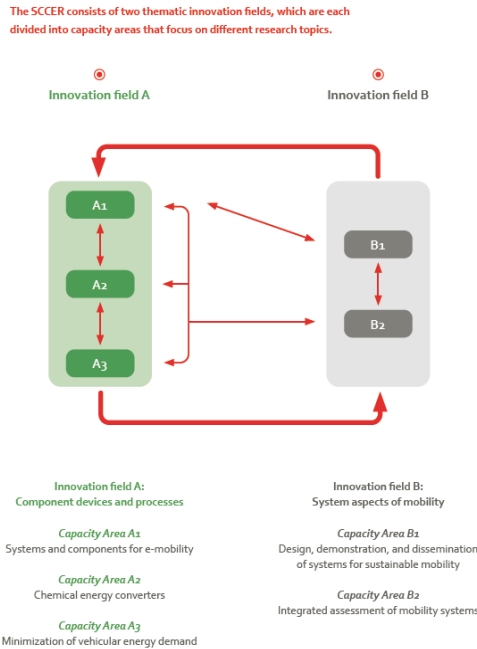 The SCCER consists of two thematic innovation fields, which are each
divided into capacity areas that focus on different research topics.
Innovation field A
Innovation field B
A1
A2
A3
B1
B2
Innovation field A:
Component devices and processes
Capacity Area A1
Systems and components for e-mobility
Capacity Area A2
Chemical energy converters
Capacity Area A3
Minimization of vehicular energy demand
Innovation field B:
System aspects of mobility
Capacity Area B1
Design, demonstration, and dissemination
of systems for sustainable mobility
Capacity Area B2
Integrated assessment of mobility systems